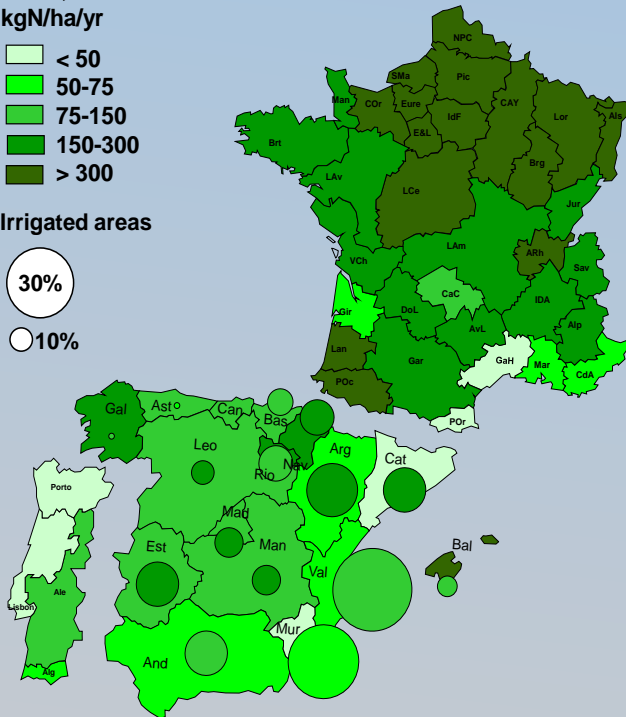 kgN/ha/yr
< 50
50-75
75-150
150-300
> 300
Irrigated areas
30%
10%
NPC
SMa
Pic
Man
COr
Eure
IdF
CAY
Lor
Als
E&L
Brt
Brg
LAv
LCe
Jur
LAm
VCh
ARh
Sav
CaC
DoL
IDA
Gir
AvL
Alp
Lan
Gar
GaH
Mar
CdA
POc
POr
Gal
Ast
Can
Bas
Leo
Nav
Arg
Rio
Cat
Porto
Mad
Est
Man
Bal
Val
Ale
Lisbon
Mur
And
Alg